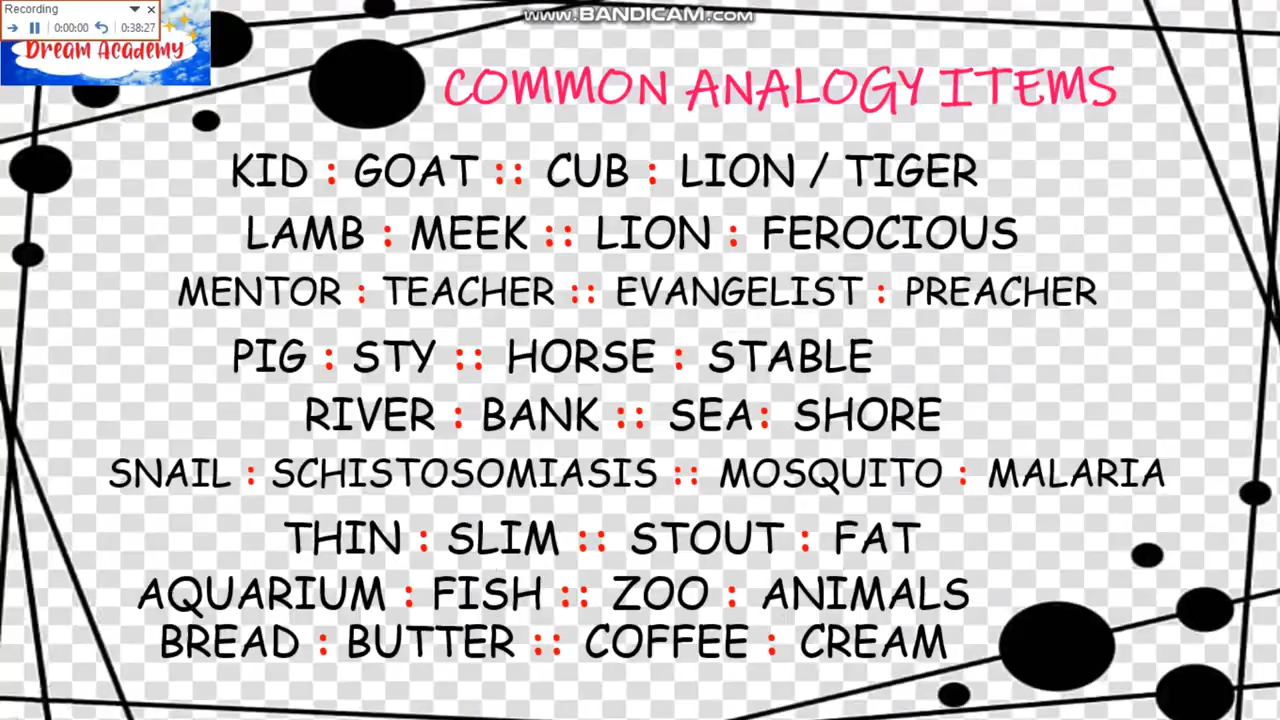 Recording
0:00:00 0:38:27
Dream Academy
www.BANDICAM.com
COMMON ANALOGY ITEMS
KID : GOAT :: CUB : LION / TIGER
LAMB : MEEK :: LION : FEROCIOUS
MENTOR : TEACHER :: EVANGELIST : PREACHER
PIG : STY :: HORSE : STABLE
RIVER : BANK :: SEA: SHORE
SNAIL : SCHISTOSOMIASIS :: MOSQUITO : MALARIA
THIN : SLIM :: STOUT : FAT
AQUARIUM : FISH :: ZOO : ANIMALS
BREAD : BUTTER :: COFFEE : CREAM